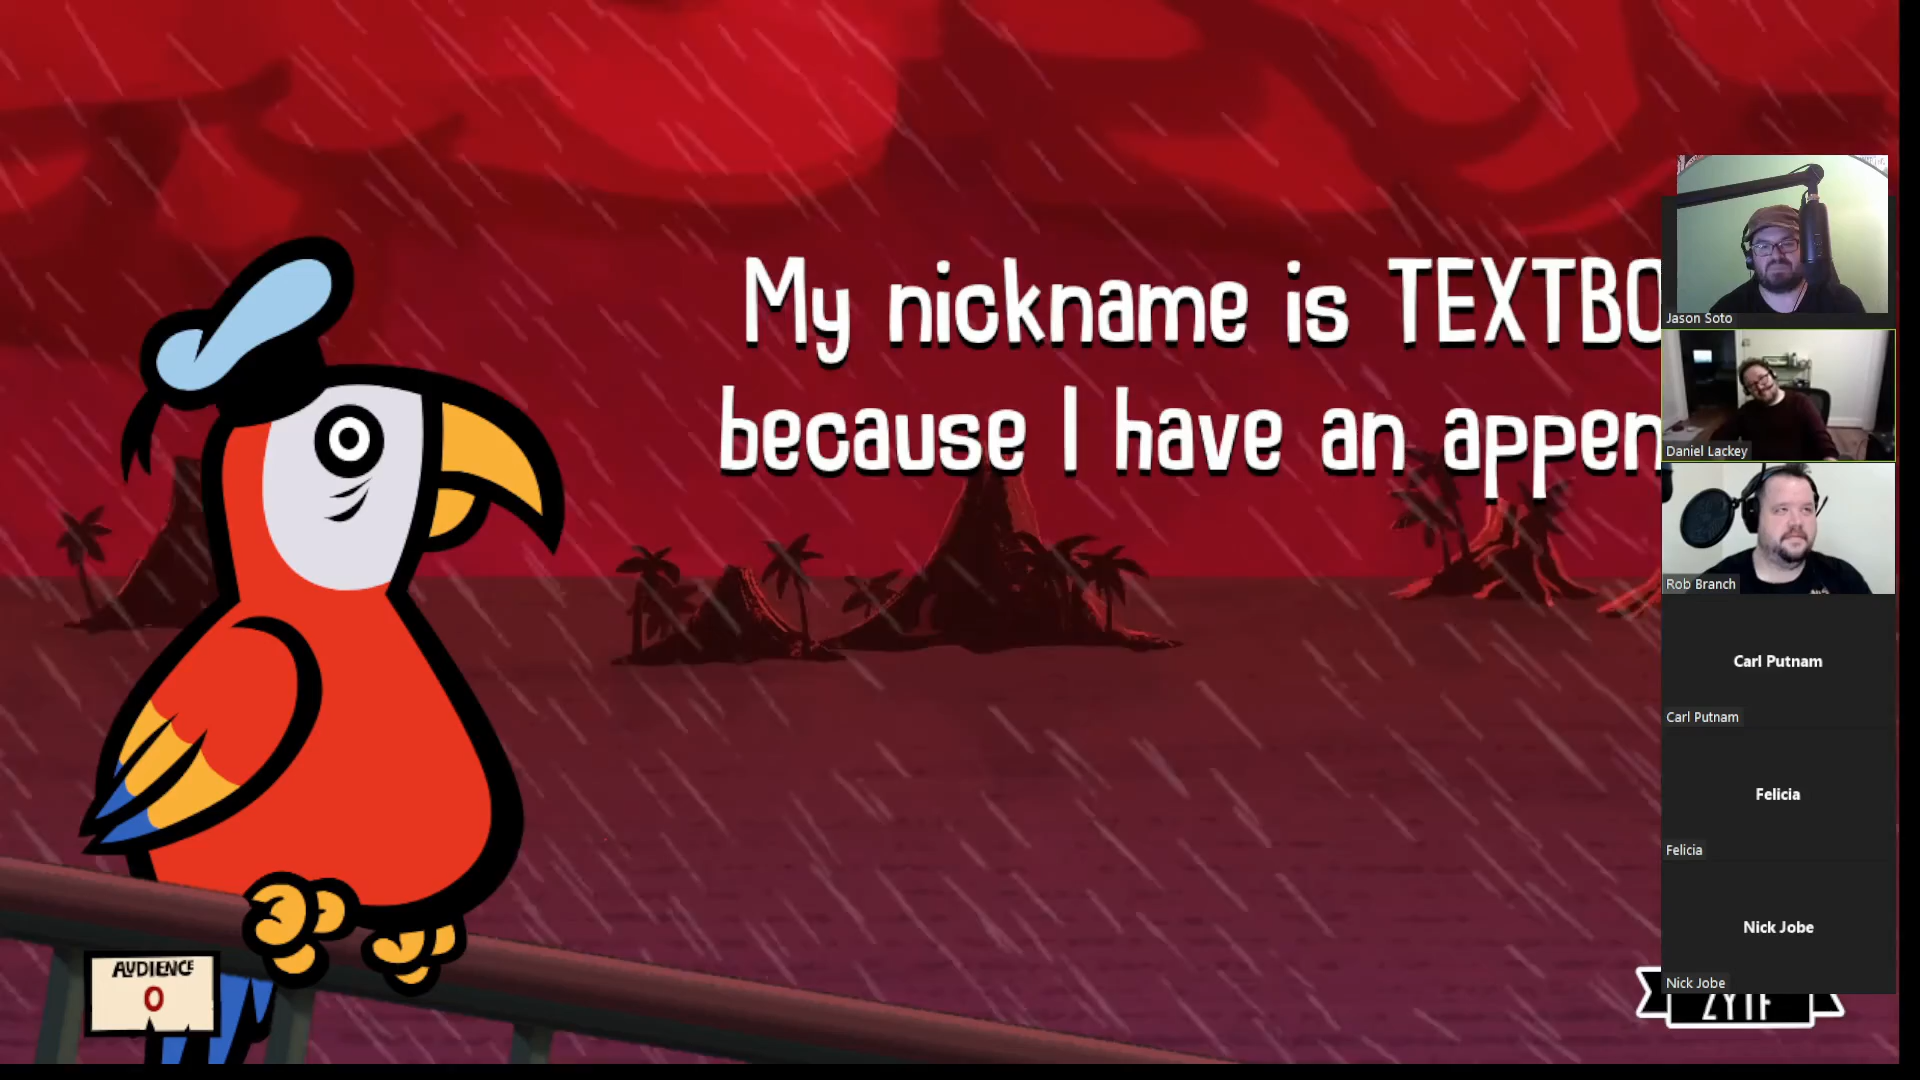 My nickname is TEXTBO
because I have an appen
Jason Soto
Daniel Lackey
Rob Branch
Carl Putnam
Carl Putnam
Felicia
Felicia
Nick Jobe
Nick Jobe
AUDIENCE
0